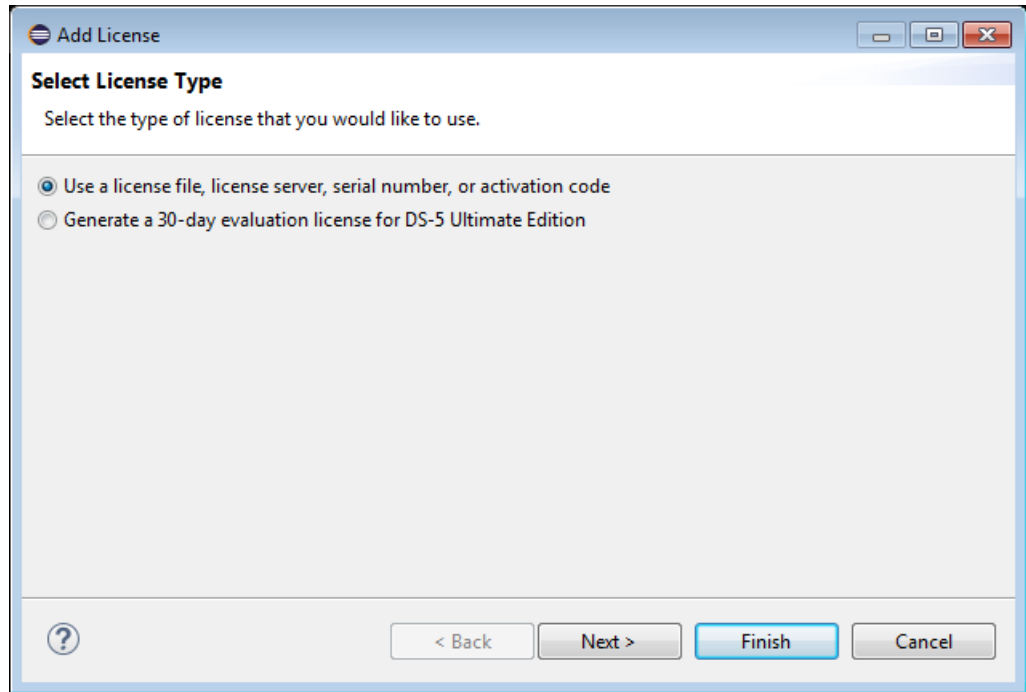 Add License
Select License Type
Select the type of license that you would like to use.
Use a license file, license server, serial number, or activation code
Generate a 30-day evaluation license for DS-5 Ultimate Edition
?
< Back
Next >
Finish
Cancel